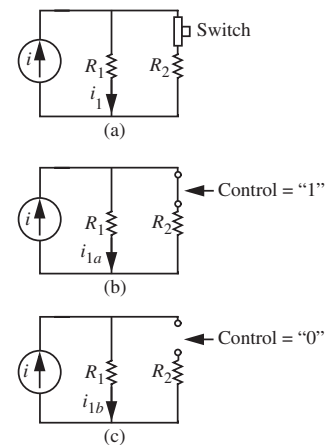 Switch
i
R1
R2
i1
(a)
Control = “1”
i
R1
R2
i1a
(b)
Control = “0”
i
R1
R2
i1b
(c)